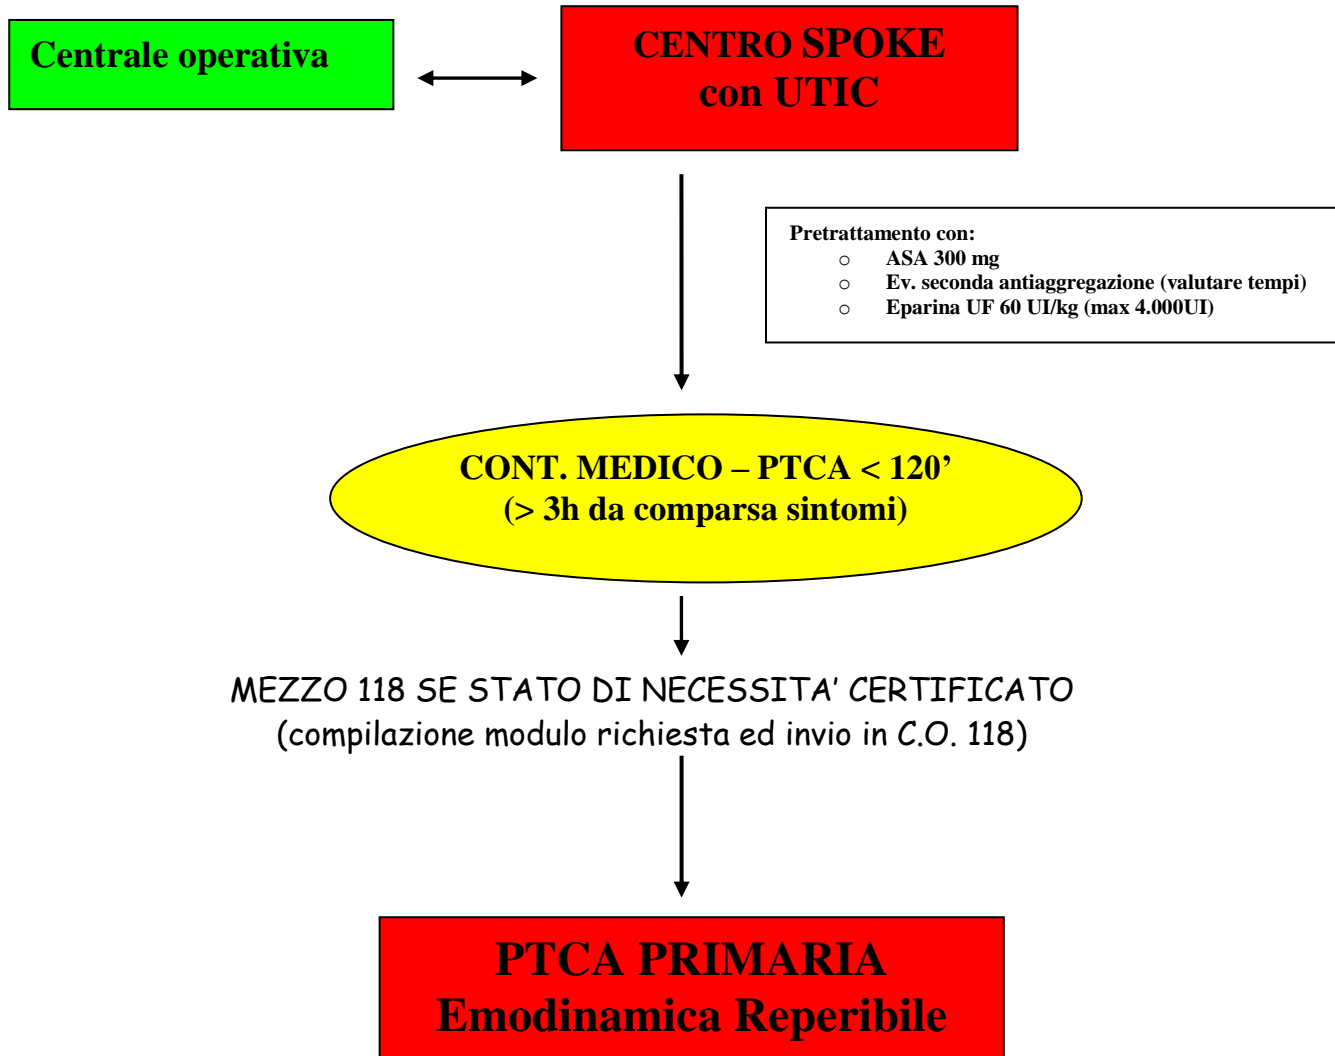 Centrale operativa
CENTRO SPOKE
con UTIC
Pretrattamento con:
o ASA 300 mg
o Ev. seconda antiaggregazione (valutare tempi)
o Eparina UF 60 UI/kg (max 4.000UI)
CONT. MEDICO – PTCA < 120’
(> 3h da comparsa sintomi)
MEZZO 118 SE STATO DI NECESSITA’ CERTIFICATO
(compilazione modulo richiesta ed invio in C.O. 118)
PTCA PRIMARIA
Emodinamica Reperibile